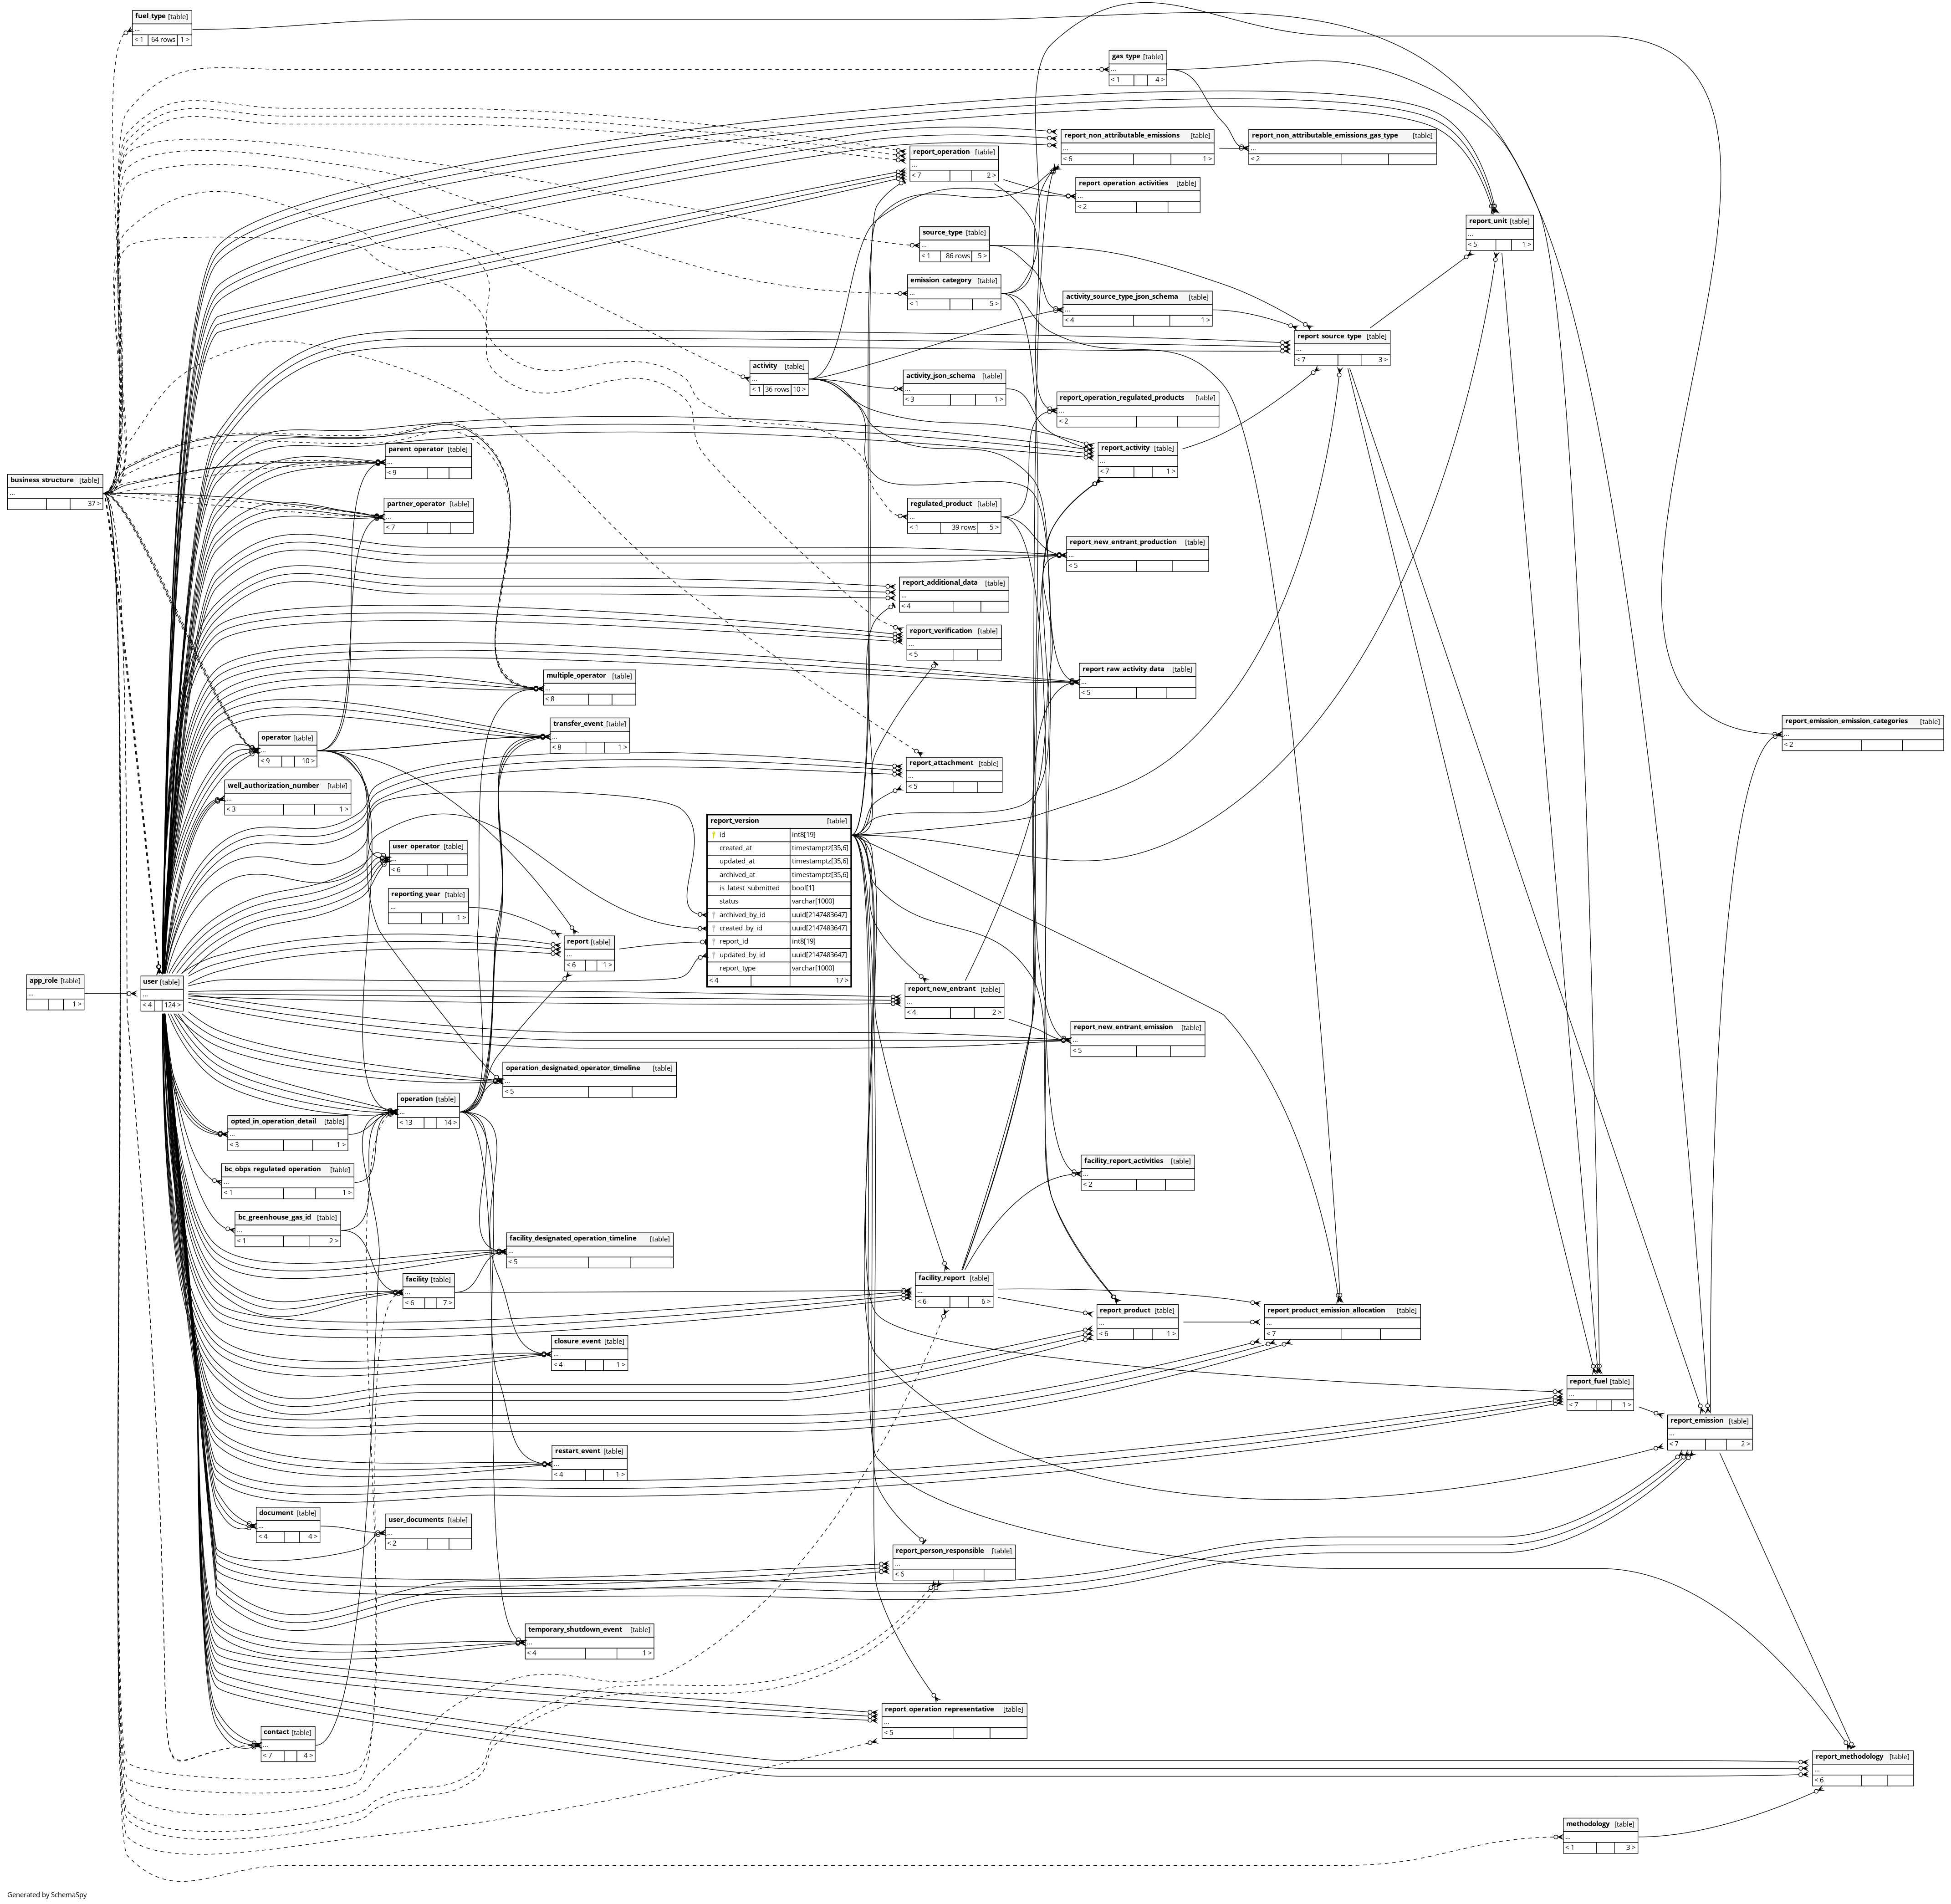 fuel_type [table]
...
< 1 64 rows 1 >
gas_type [table]
...
< 1 4 >
report_non_attributable_emissions [table]
...
< 6 1 >
report_non_attributable_emissions_gas_type [table]
...
< 2
report_operation [table]
...
< 7 2 >
report_operation_activities [table]
...
< 2
report_unit [table]
...
< 5 1 >
source_type [table]
...
< 1 86 rows 5 >
emission_category [table]
...
< 1 5 >
activity_source_type_json_schema [table]
...
< 4 1 >
report_source_type [table]
...
< 7 3 >
activity [table]
...
< 1 36 rows 10 >
activity_json_schema [table]
...
< 3 1 >
report_operation_regulated_products [table]
...
< 2
report_activity [table]
...
< 7 1 >
parent_operator [table]
...
< 9
business_structure [table]
...
37 >
partner_operator [table]
...
< 7
regulated_product [table]
...
< 1 39 rows 5 >
report_new_entrant_production [table]
...
< 5
report_additional_data [table]
...
< 4
report_verification [table]
...
< 5
multiple_operator [table]
...
< 8
report_raw_activity_data [table]
...
< 5
transfer_event [table]
...
< 8 1 >
report_emission_emission_categories [table]
...
< 2
operator [table]
...
< 9 10 >
report_attachment [table]
...
< 5
well_authorization_number [table]
...
< 3 1 >
report_version [table]
id int8[19]
created_at timestamptz[35,6]
updated_at timestamptz[35,6]
archived_at timestamptz[35,6]
is_latest_submitted bool[1]
status varchar[1000]
archived_by_id uuid[2147483647]
created_by_id uuid[2147483647]
report_id int8[19]
updated_by_id uuid[2147483647]
report_type varchar[1000]
< 4 17 >
user_operator [table]
...
< 6
reporting_year [table]
...
1 >
report [table]
...
< 6 1 >
app_role [table]
...
1 >
user [table]
...
< 4 124 >
report_new_entrant [table]
...
< 4 2 >
report_new_entrant_emission [table]
...
< 5
operation_designated_operator_timeline [table]
...
< 5
operation [table]
...
< 13 14 >
opted_in_operation_detail [table]
...
< 3 1 >
bc_obps_regulated_operation [table]
...
< 1 1 >
facility_report_activities [table]
...
< 2
bc_greenhouse_gas_id [table]
...
< 1 2 >
facility_designated_operation_timeline [table]
...
< 5
facility [table]
...
< 6 7 >
facility_report [table]
...
< 6 6 >
report_product [table]
...
< 6 1 >
report_product_emission_allocation [table]
...
< 7
closure_event [table]
...
< 4 1 >
report_fuel [table]
...
< 7 1 >
report_emission [table]
...
< 7 2 >
restart_event [table]
...
< 4 1 >
document [table]
...
< 4 4 >
user_documents [table]
...
< 2
report_person_responsible [table]
...
< 6
temporary_shutdown_event [table]
...
< 4 1 >
report_operation_representative [table]
...
< 5
contact [table]
...
< 7 4 >
report_methodology [table]
...
< 6
methodology [table]
...
< 1 3 >
Generated by SchemaSpy